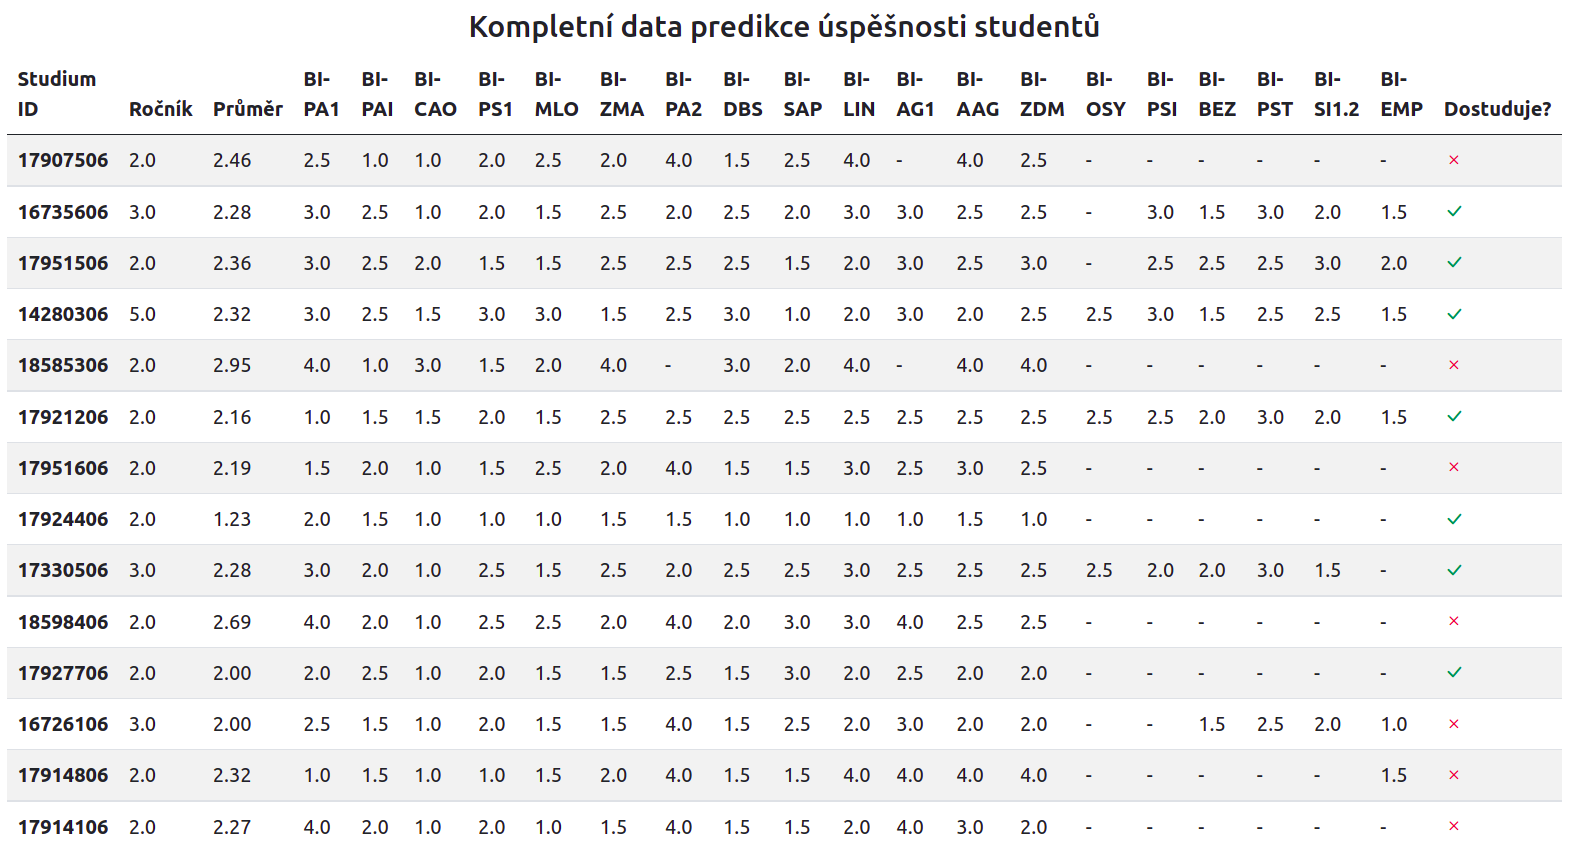 Kompletní data predikce úspěšnosti studentů
Studium ID Ročník Průměr BI-PA1 BI-PAI BI-CAO BI-PS1 BI-MLO BI-ZMA BI-PA2 BI-DBS BI-SAP BI-LIN BI-AG1 BI-AAG BI-ZDM BI-OSY BI-PSI BI-BEZ BI-PST BI-SI1.2 BI-EMP Dostuduje?
17907506 2.0 2.46 2.5 1.0 1.0 2.0 2.5 2.0 4.0 1.5 2.5 4.0 - 4.0 2.5 - - - - - - ×
16735606 3.0 2.28 3.0 2.5 1.0 2.0 1.5 2.5 2.0 2.5 2.0 3.0 3.0 2.5 2.5 - 3.0 1.5 3.0 2.0 1.5 ✓
17951506 2.0 2.36 3.0 2.5 2.0 1.5 1.5 2.5 2.5 2.5 1.5 2.0 3.0 2.5 3.0 - 2.5 2.5 2.5 3.0 2.0 ✓
14280306 5.0 2.32 3.0 2.5 1.5 3.0 3.0 1.5 2.5 3.0 1.0 2.0 3.0 2.0 2.5 2.5 3.0 1.5 2.5 2.5 1.5 ✓
18585306 2.0 2.95 4.0 1.0 3.0 1.5 2.0 4.0 - 3.0 2.0 4.0 - 4.0 4.0 - - - - - - ×
17921206 2.0 2.16 1.0 1.5 1.5 2.0 1.5 2.5 2.5 2.5 2.5 2.5 2.5 2.5 2.5 2.5 2.5 2.0 3.0 2.0 1.5 ✓
17951606 2.0 2.19 1.5 2.0 1.0 1.5 2.5 2.0 4.0 1.5 1.5 3.0 2.5 3.0 2.5 - - - - - - ×
17924406 2.0 1.23 2.0 1.5 1.0 1.0 1.0 1.5 1.5 1.0 1.0 1.0 1.0 1.5 1.0 - - - - - - ✓
17330506 3.0 2.28 3.0 2.0 1.0 2.5 1.5 2.5 2.0 2.5 2.5 3.0 2.5 2.5 2.5 2.5 2.0 2.0 3.0 1.5 - ✓
18598406 2.0 2.69 4.0 2.0 1.0 2.5 2.5 2.0 4.0 2.0 3.0 3.0 4.0 2.5 2.5 - - - - - - ×
17927706 2.0 2.00 2.0 2.5 1.0 2.0 1.5 1.5 2.5 1.5 3.0 2.0 2.5 2.0 2.0 - - - - - - ✓
16726106 3.0 2.00 2.5 1.5 1.0 2.0 1.5 1.5 4.0 1.5 2.5 2.0 3.0 2.0 2.0 - - 1.5 2.5 2.0 1.0 ×
17914806 2.0 2.32 1.0 1.5 1.0 1.0 1.5 2.0 4.0 1.5 1.5 4.0 4.0 4.0 4.0 - - - - - 1.5 ×
17914106 2.0 2.27 4.0 2.0 1.0 2.0 1.0 1.5 4.0 1.5 1.5 2.0 4.0 3.0 2.0 - - - - - - ×